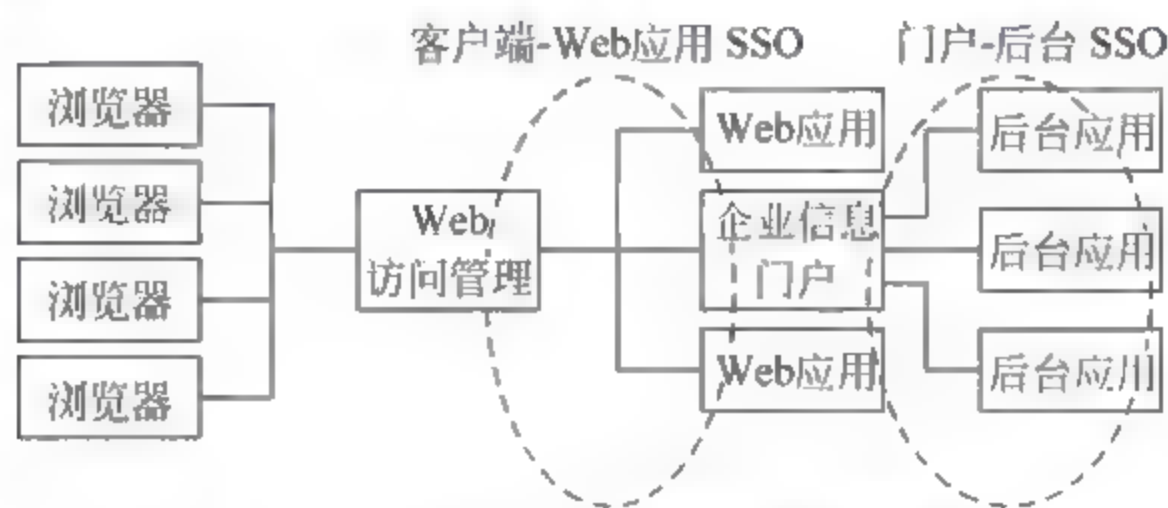 客户端-Web应用 SSO
门户-后台 SSO
浏览器
浏览器
浏览器
浏览器
Web
访问管理
Web应用
企业信息
门户
Web应用
后台应用
后台应用
后台应用